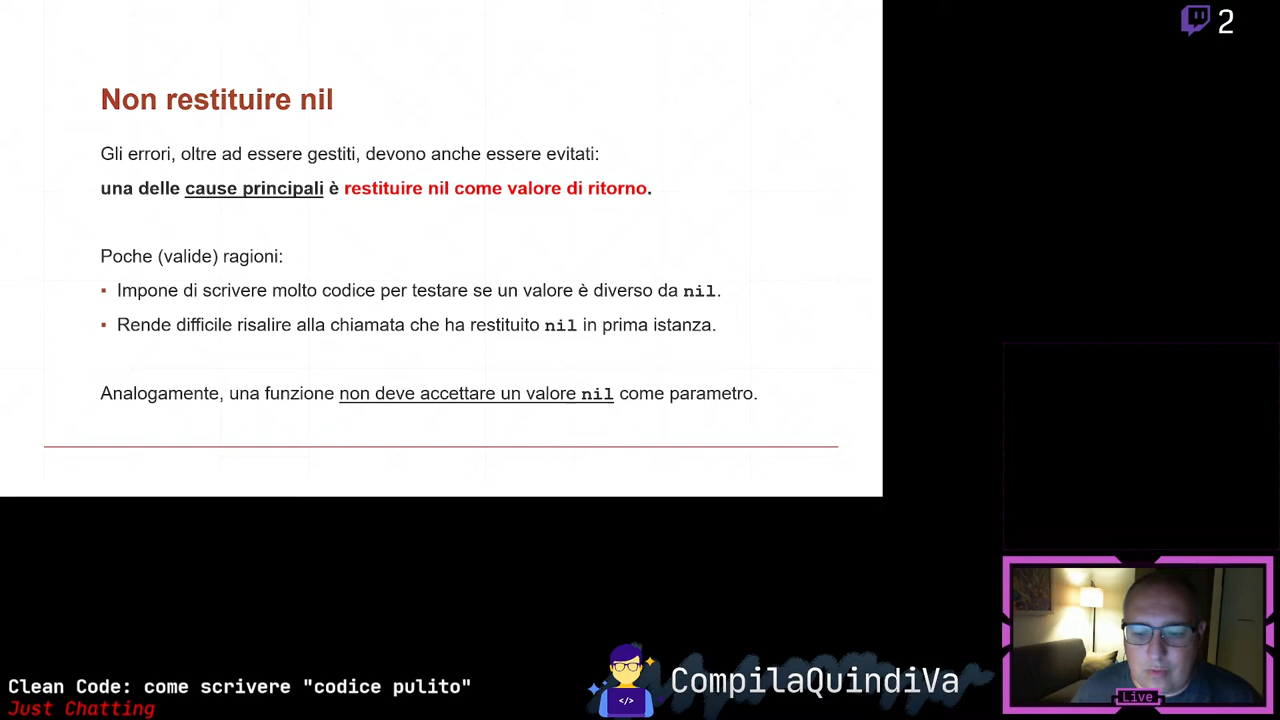 2
Non restituire nil
Gli errori, oltre ad essere gestiti, devono anche essere evitati:
una delle cause principali è restituire nil come valore di ritorno.
Poche (valide) ragioni:
▪ Impone di scrivere molto codice per testare se un valore è diverso da nil.
▪ Rende difficile risalire alla chiamata che ha restituito nil in prima istanza.
Analogamente, una funzione non deve accettare un valore nil come parametro.
Clean Code: come scrivere "codice pulito"
Just Chatting
</>
CompilaQuindiVa
Live